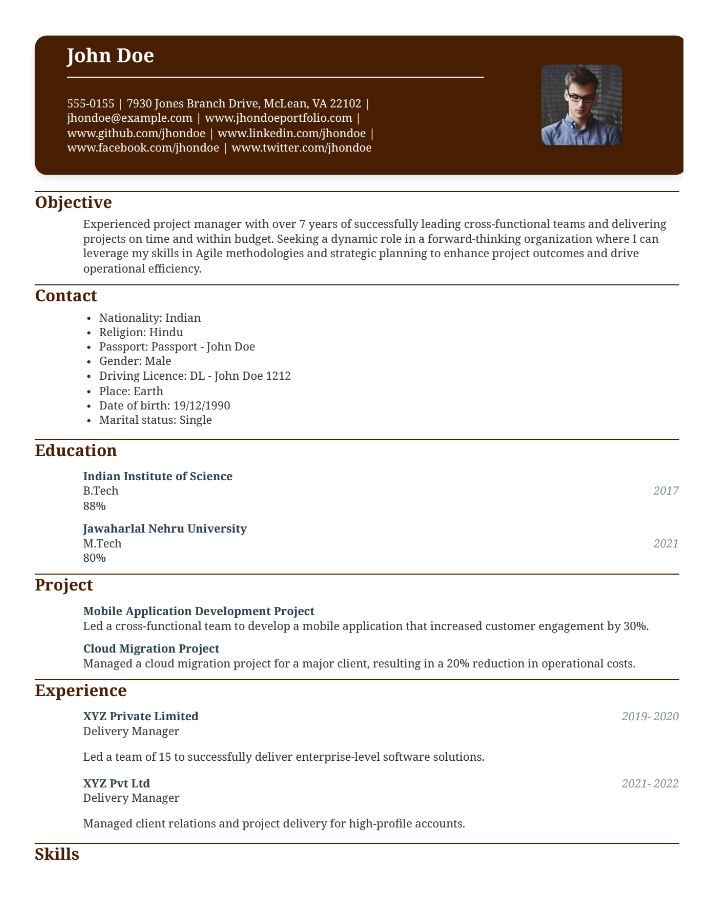 John Doe
555-0155 | 7930 Jones Branch Drive, McLean, VA 22102 |
jhondoe@example.com | www.jhondoeportfolio.com |
www.github.com/jhondoe | www.linkedin.com/jhondoe |
www.facebook.com/jhondoe | www.twitter.com/jhondoe
Objective
Experienced project manager with over 7 years of successfully leading cross-functional teams and delivering
projects on time and within budget. Seeking a dynamic role in a forward-thinking organization where I can
leverage my skills in Agile methodologies and strategic planning to enhance project outcomes and drive
operational efficiency.
Contact
• Nationality: Indian
• Religion: Hindu
• Passport: Passport - John Doe
• Gender: Male
• Driving Licence: DL - John Doe 1212
• Place: Earth
• Date of birth: 19/12/1990
• Marital status: Single
Education
Indian Institute of Science
B.Tech 2017
88%
Jawaharlal Nehru University
M.Tech 2021
80%
Project
Mobile Application Development Project
Led a cross-functional team to develop a mobile application that increased customer engagement by 30%.
Cloud Migration Project
Managed a cloud migration project for a major client, resulting in a 20% reduction in operational costs.
Experience
XYZ Private Limited 2019- 2020
Delivery Manager
Led a team of 15 to successfully deliver enterprise-level software solutions.
XYZ Pvt Ltd 2021- 2022
Delivery Manager
Managed client relations and project delivery for high-profile accounts.
Skills